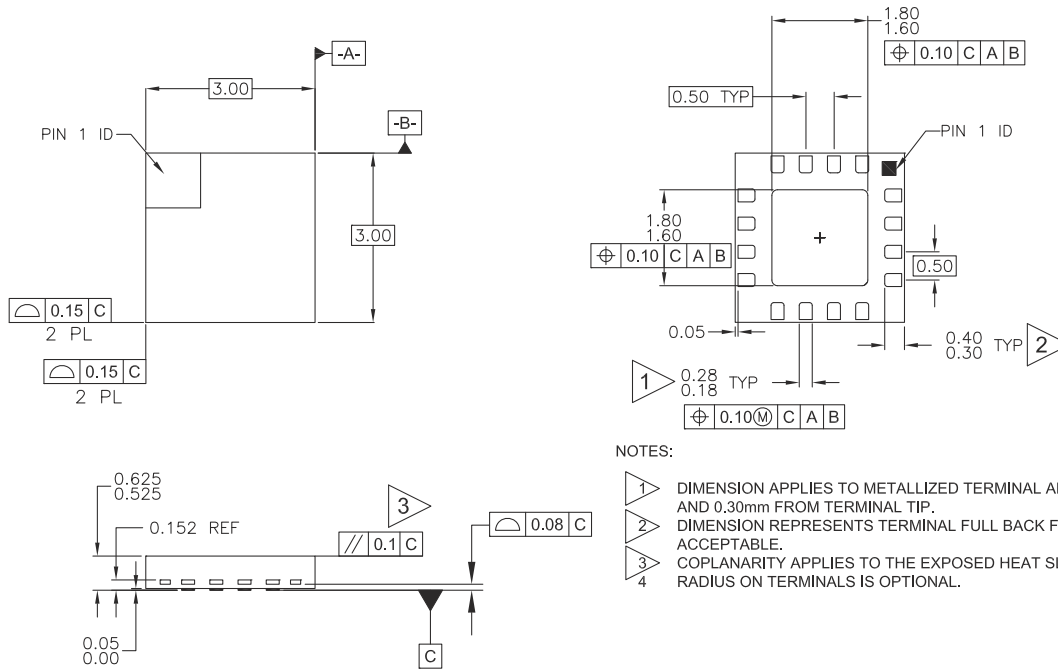 -A-
3.00
-B-
PIN 1 ID
3.00
0.15 C
2 PL
0.15 C
2 PL
1.80
1.60
0.10 C A B
0.50 TYP
PIN 1 ID
1.80
1.60
0.10 C A B
0.50
0.05
0.40
0.30 TYP 2
1 0.28
0.18 TYP
0.10 Ⓜ C A B
0.625
0.525
0.152 REF
3
// 0.1 C
0.08 C
0.05
0.00
C
NOTES:
1 DIMENSION APPLIES TO METALLIZED TERMINAL
AND 0.30mm FROM TERMINAL TIP.
2 DIMENSION REPRESENTS TERMINAL FULL BACK
ACCEPTABLE.
3 COPLANARITY APPLIES TO THE EXPOSED HEAT
4 RADIUS ON TERMINALS IS OPTIONAL.